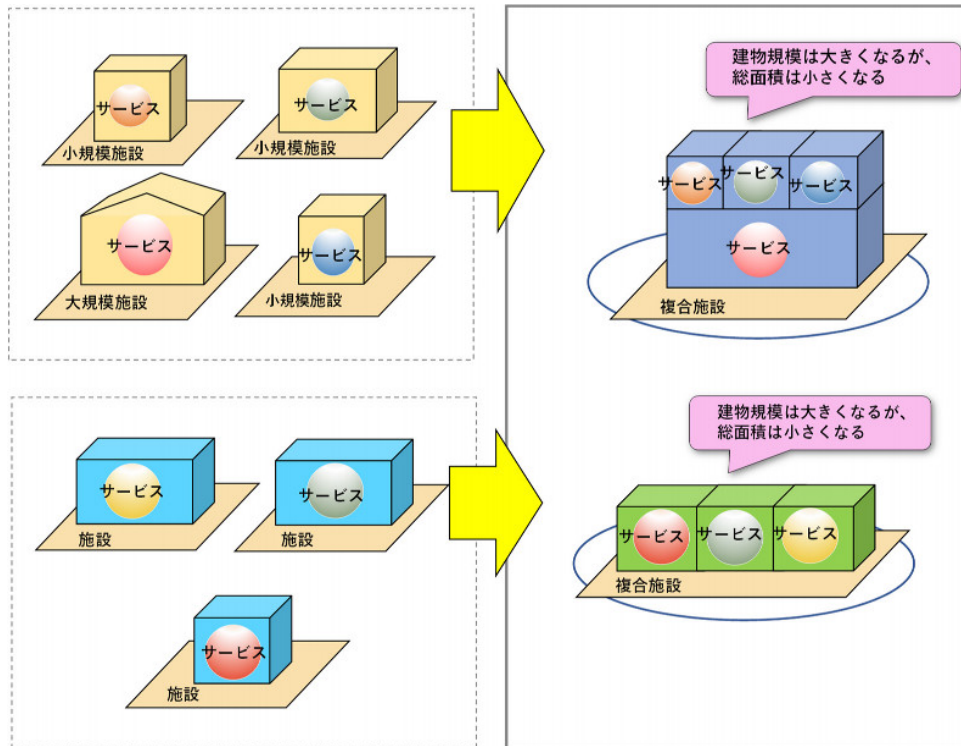 サービス
小規模施設
サービス
小規模施設
サービス
大規模施設
サービス
小規模施設
建物規模は大きくなるが、
総面積は小さくなる
サービス
サービス
サービス
サービス
複合施設
サービス
施設
サービス
施設
サービス
施設
建物規模は大きくなるが、
総面積は小さくなる
サービス
サービス
サービス
複合施設